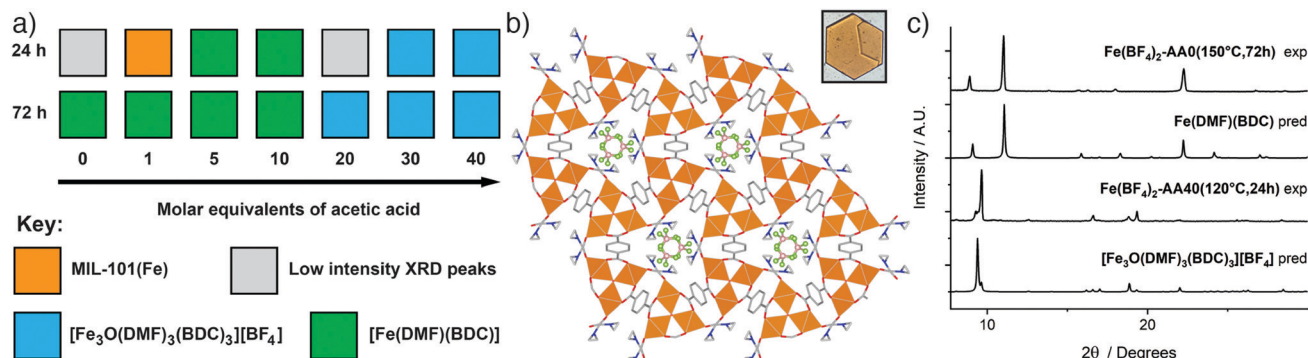 a)
24 h
72 h
0 1 5 10 20 30 40
Molar equivalents of acetic acid
Key:
MIL-101(Fe)
Low intensity XRD peaks
[Fe₃O(DMF)₃(BDC)₃][BF₄]
[Fe(DMF)(BDC)]
b)
c)
Intensity / A.U.
Fe(BF₄)₂-AA0(150°C,72h) exp
Fe(DMF)(BDC) pred
Fe(BF₄)₂-AA40(120°C,24h) exp
[Fe₃O(DMF)₃(BDC)₃][BF₄] pred
10 20
2θ / Degrees